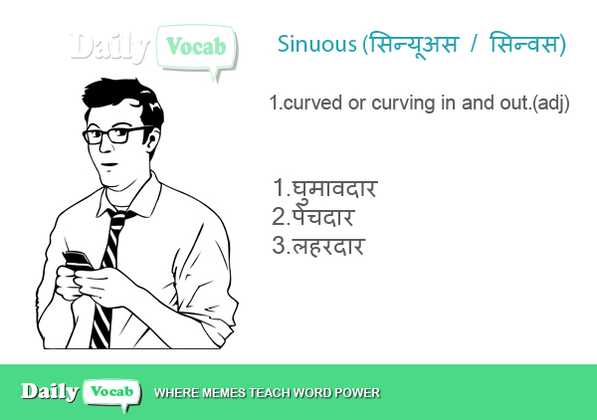 Daily Vocab
Sinuous (सिन्यूअस / सिन्वस)
1.curved or curving in and out.(adj)
1.घुमावदार
2.पेचदार
3.लहरदार
Daily Vocab WHERE MEMES TEACH WORD POWER